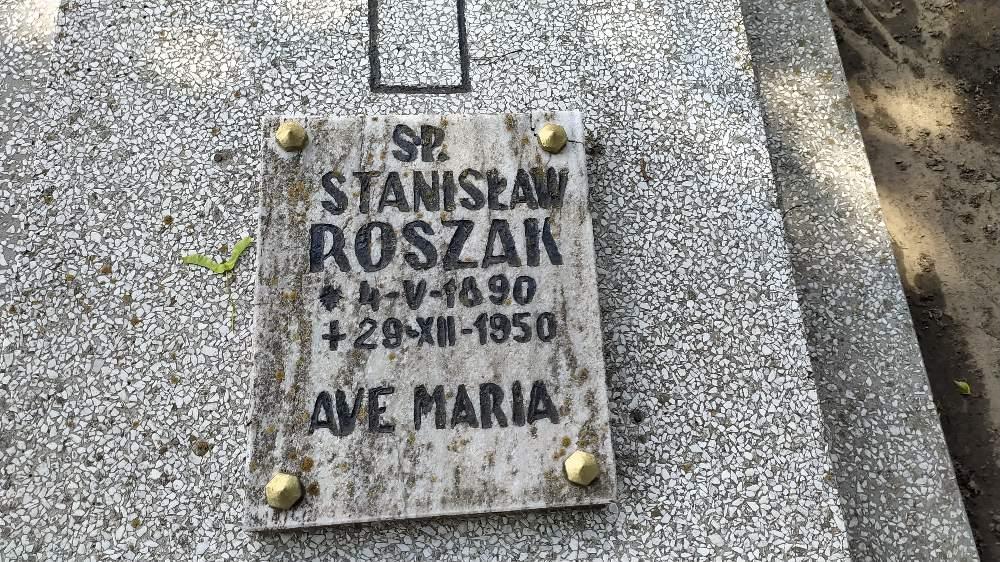 SP.
STANISŁAW
ROSZAK
* 4-V-1890
+ 29-XII-1950
AVE MARIA